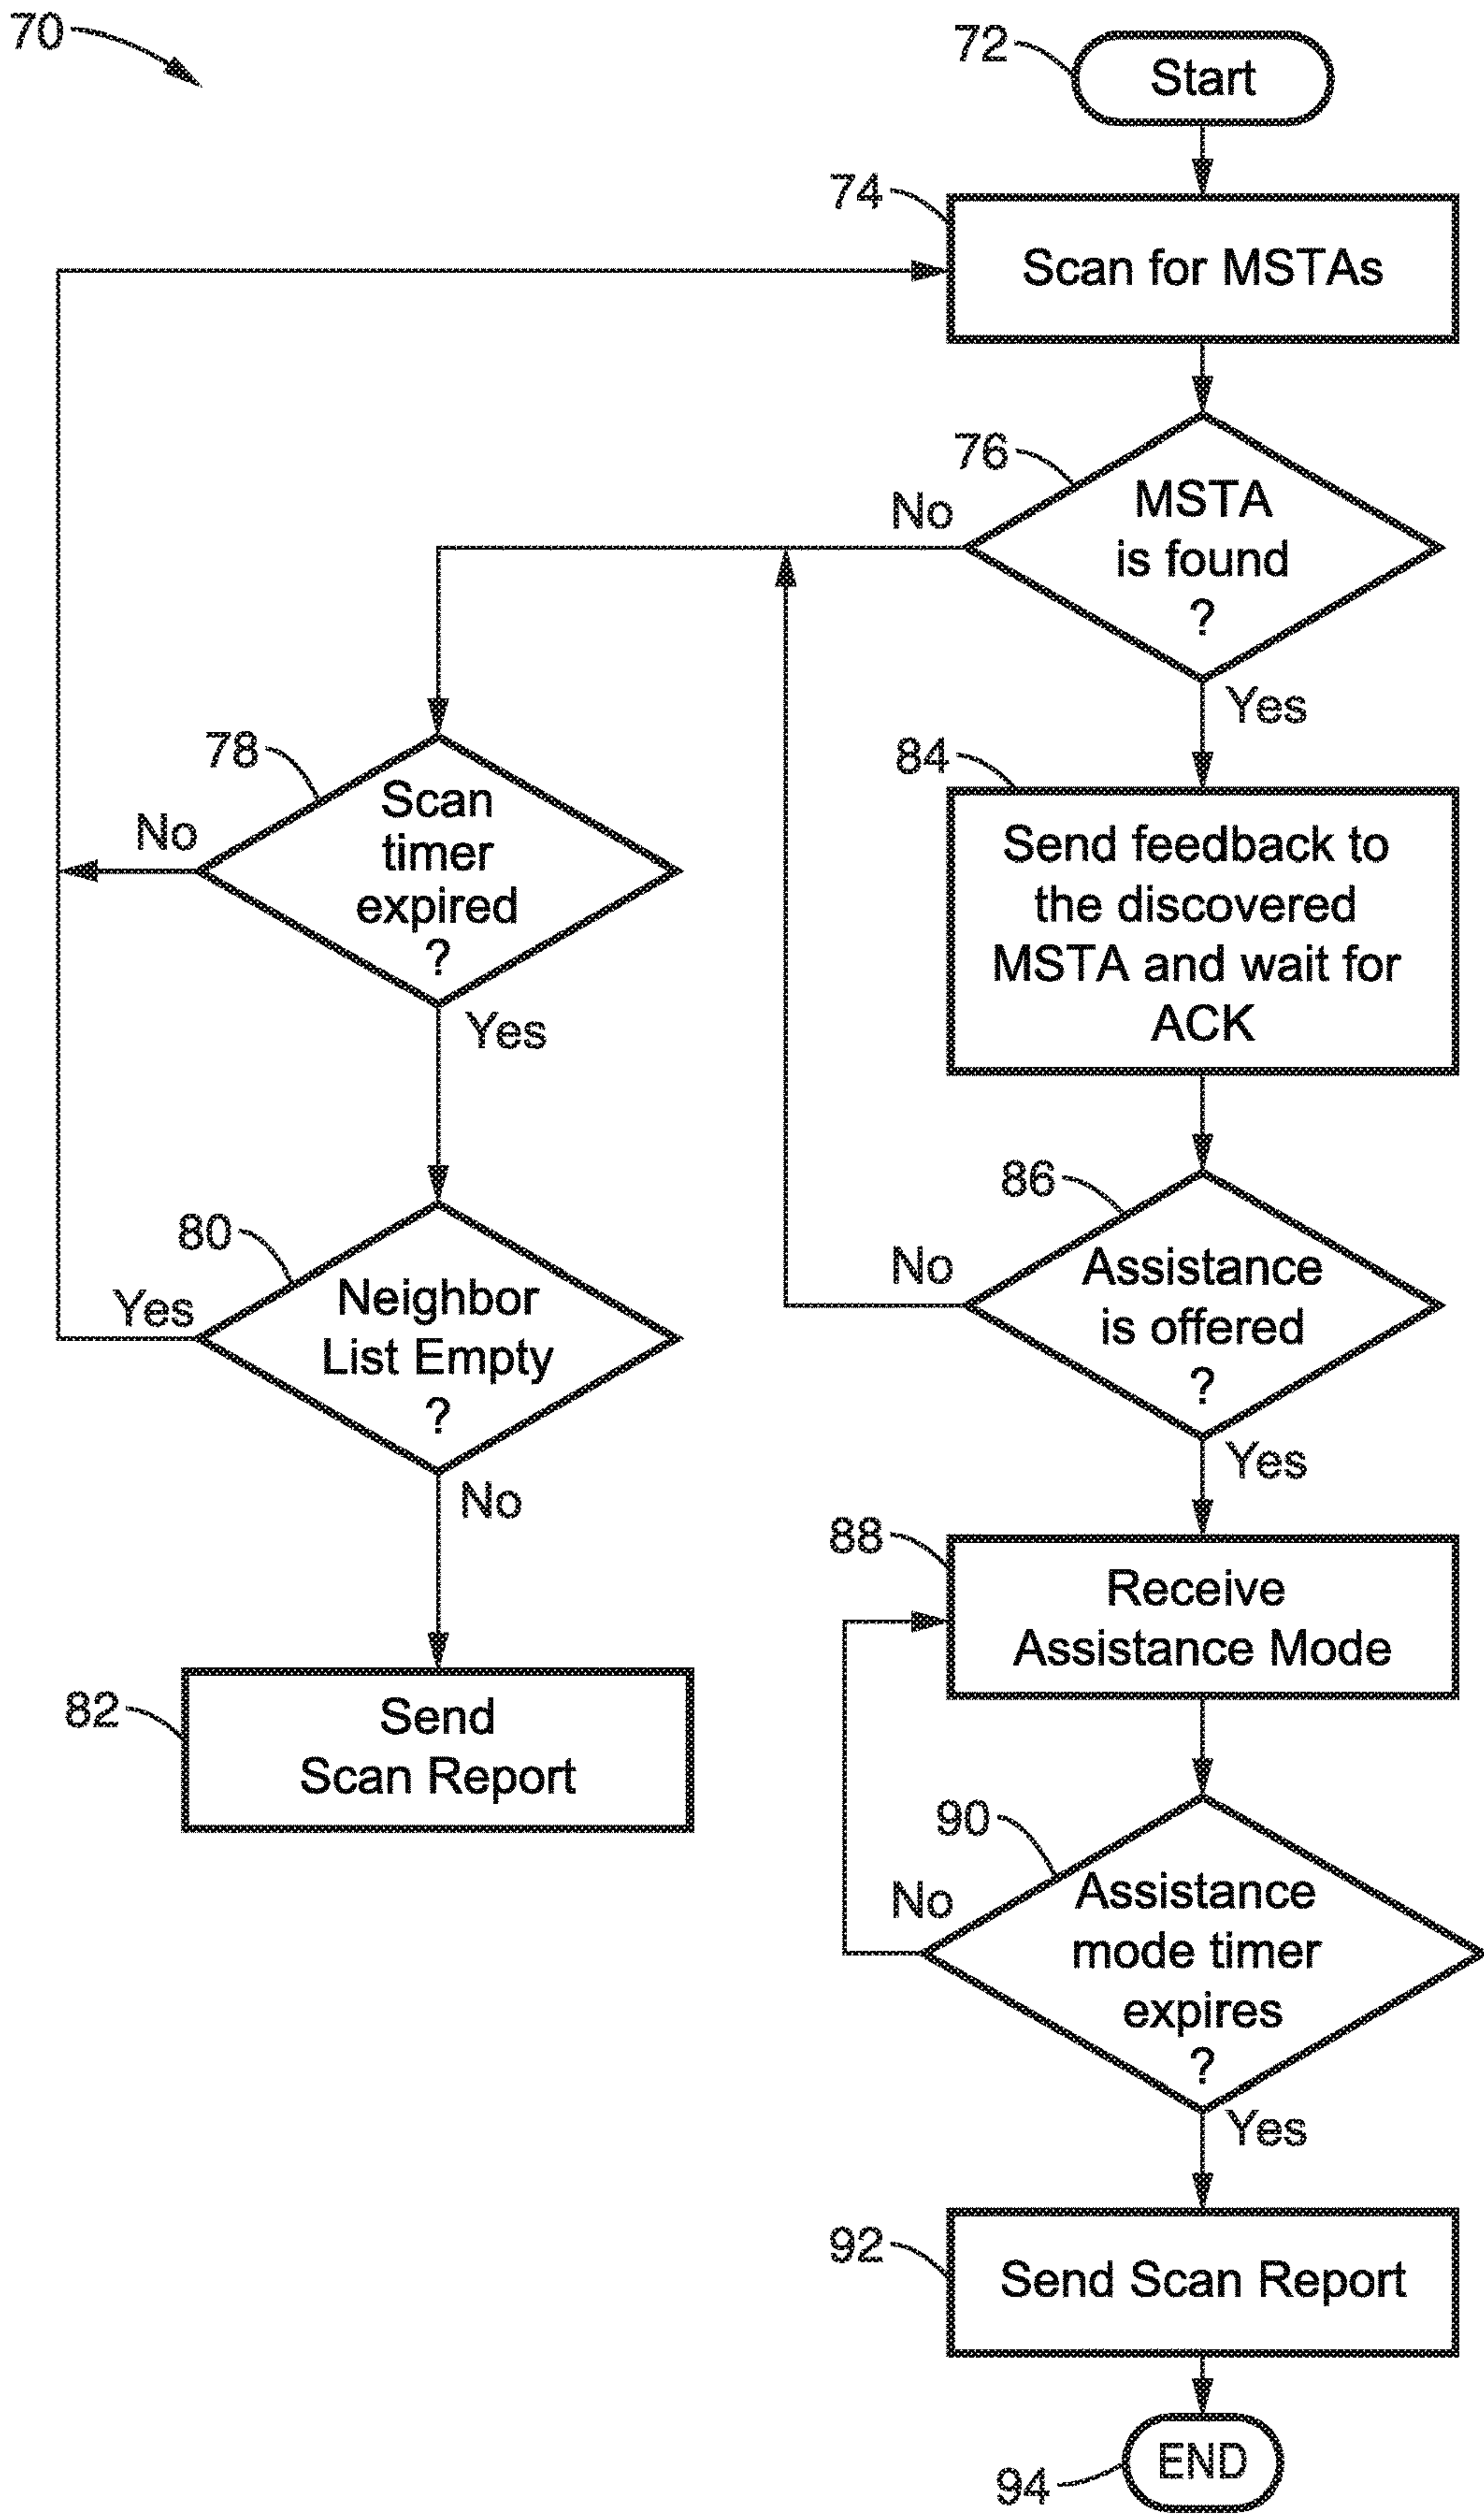 70
72
Start
74
Scan for MSTAs
76
MSTA
is found
?
No
Yes
78
Scan
timer
expired
?
No
Yes
84
Send feedback to
the discovered
MSTA and wait for
ACK
80
Neighbor
List Empty
?
Yes
No
86
Assistance
is offered
?
No
Yes
82
Send
Scan Report
88
Receive
Assistance Mode
90
Assistance
mode timer
expires
?
No
Yes
92
Send Scan Report
94
END